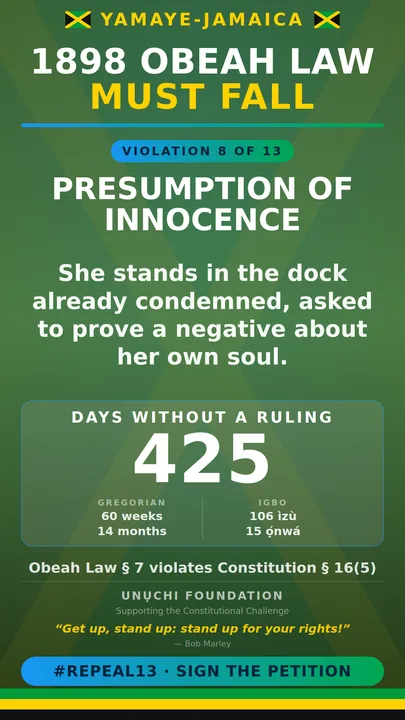 YAMAYE-JAMAICA
1898 OBEAH LAW
MUST FALL
VIOLATION 8 OF 13
PRESUMPTION OF
INNOCENCE
She stands in the dock
already condemned, asked
to prove a negative about
her own soul.
DAYS WITHOUT A RULING
425
GREGORIAN
60 weeks
14 months
IGBO
106 ìzù
15 ọ́nwá
Obeah Law § 7 violates Constitution § 16(5)
UNỤCHI FOUNDATION
Supporting the Constitutional Challenge
“Get up, stand up: stand up for your rights!”
— Bob Marley
#REPEAL13 · SIGN THE PETITION